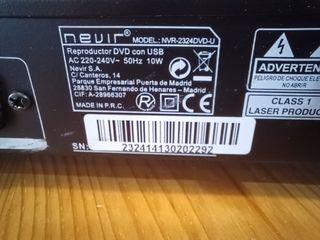 nevir MODEL: NVR-2324DVD-U
Reproductor DVD con USB
AC 220-240V~ 50Hz 10W
Nevir S.A.
C/ Canteros, 14
Parque Empresarial Puerta de Madrid
28830 San Fernando de Henares - Madrid
CIF: A-28966307
MADE IN P.R.C.
SN:
232414130202292
ADVERTEN
PELIGRO DE CHOQUE ELE
NO ABRIR
CLASS 1
LASER PRODUC